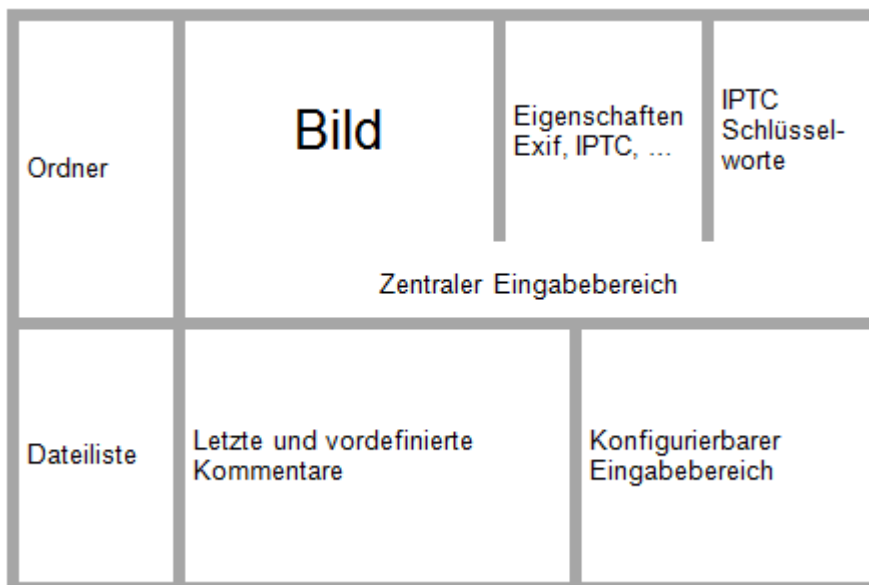 Ordner
Bild
Eigenschaften
Exif, IPTC, ...
IPTC
Schlüssel-
worte
Zentraler Eingabebereich
Dateiliste
Letzte und vordefinierte
Kommentare
Konfigurierbarer
Eingabebereich